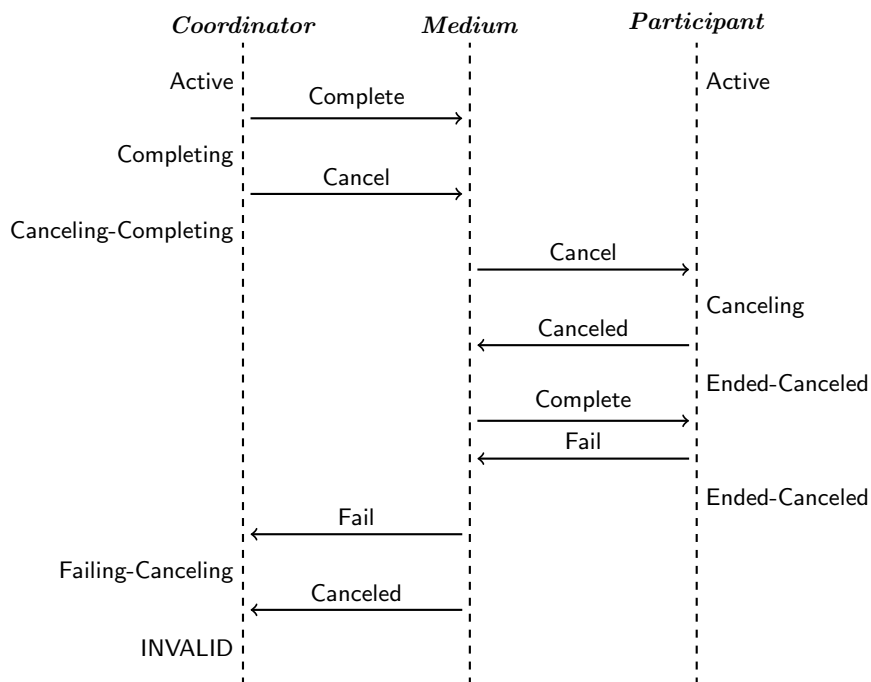 Coordinator Medium Participant
Active Active
Complete
Completing
Cancel
Canceling-Completing
Cancel
Canceling
Canceled
Ended-Canceled
Complete
Fail
Ended-Canceled
Fail
Failing-Canceling
Canceled
INVALID